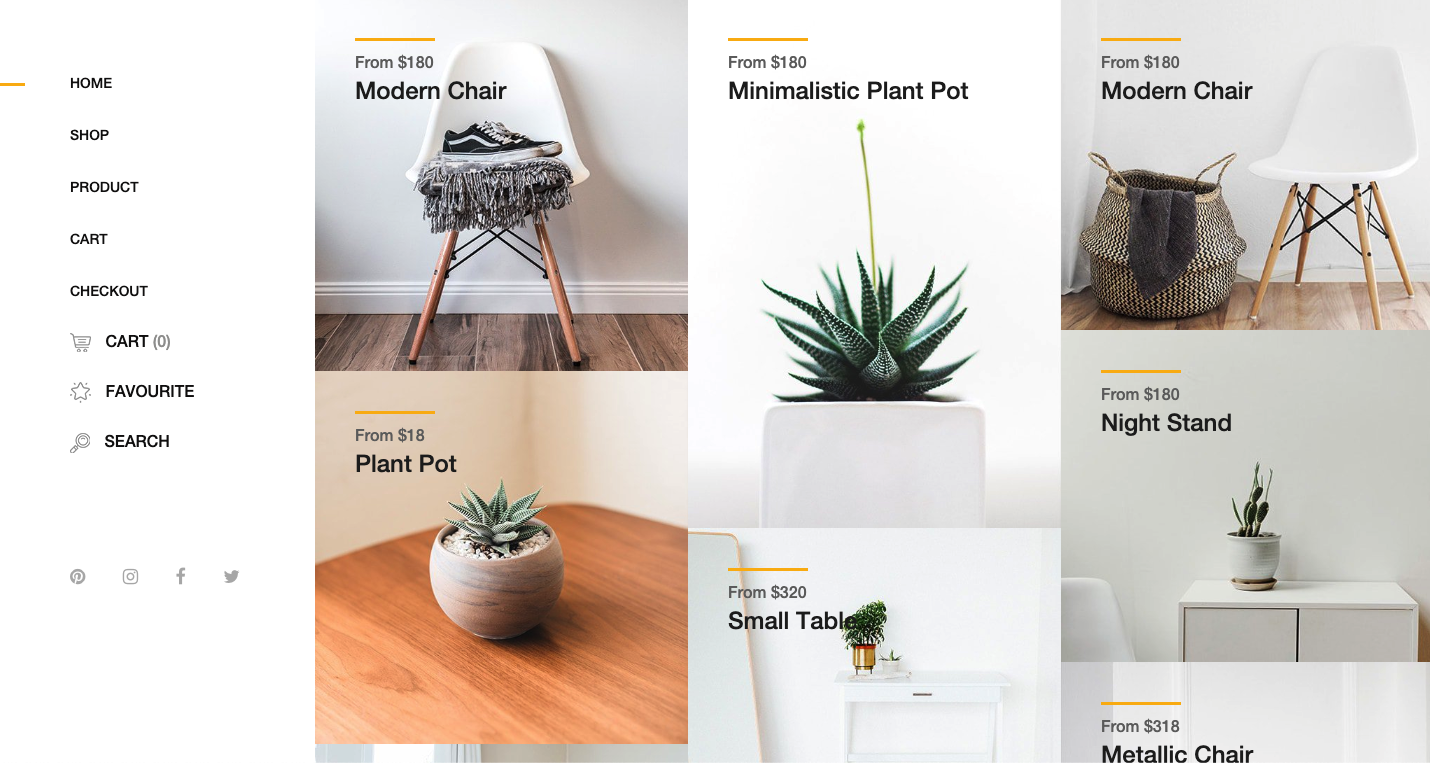 HOME
SHOP
PRODUCT
CART
CHECKOUT
CART (0)
FAVOURITE
SEARCH
From $180
Modern Chair
From $18
Plant Pot
From $180
Minimalistic Plant Pot
From $320
Small Table
From $180
Modern Chair
From $180
Night Stand
From $318
Metallic Chair